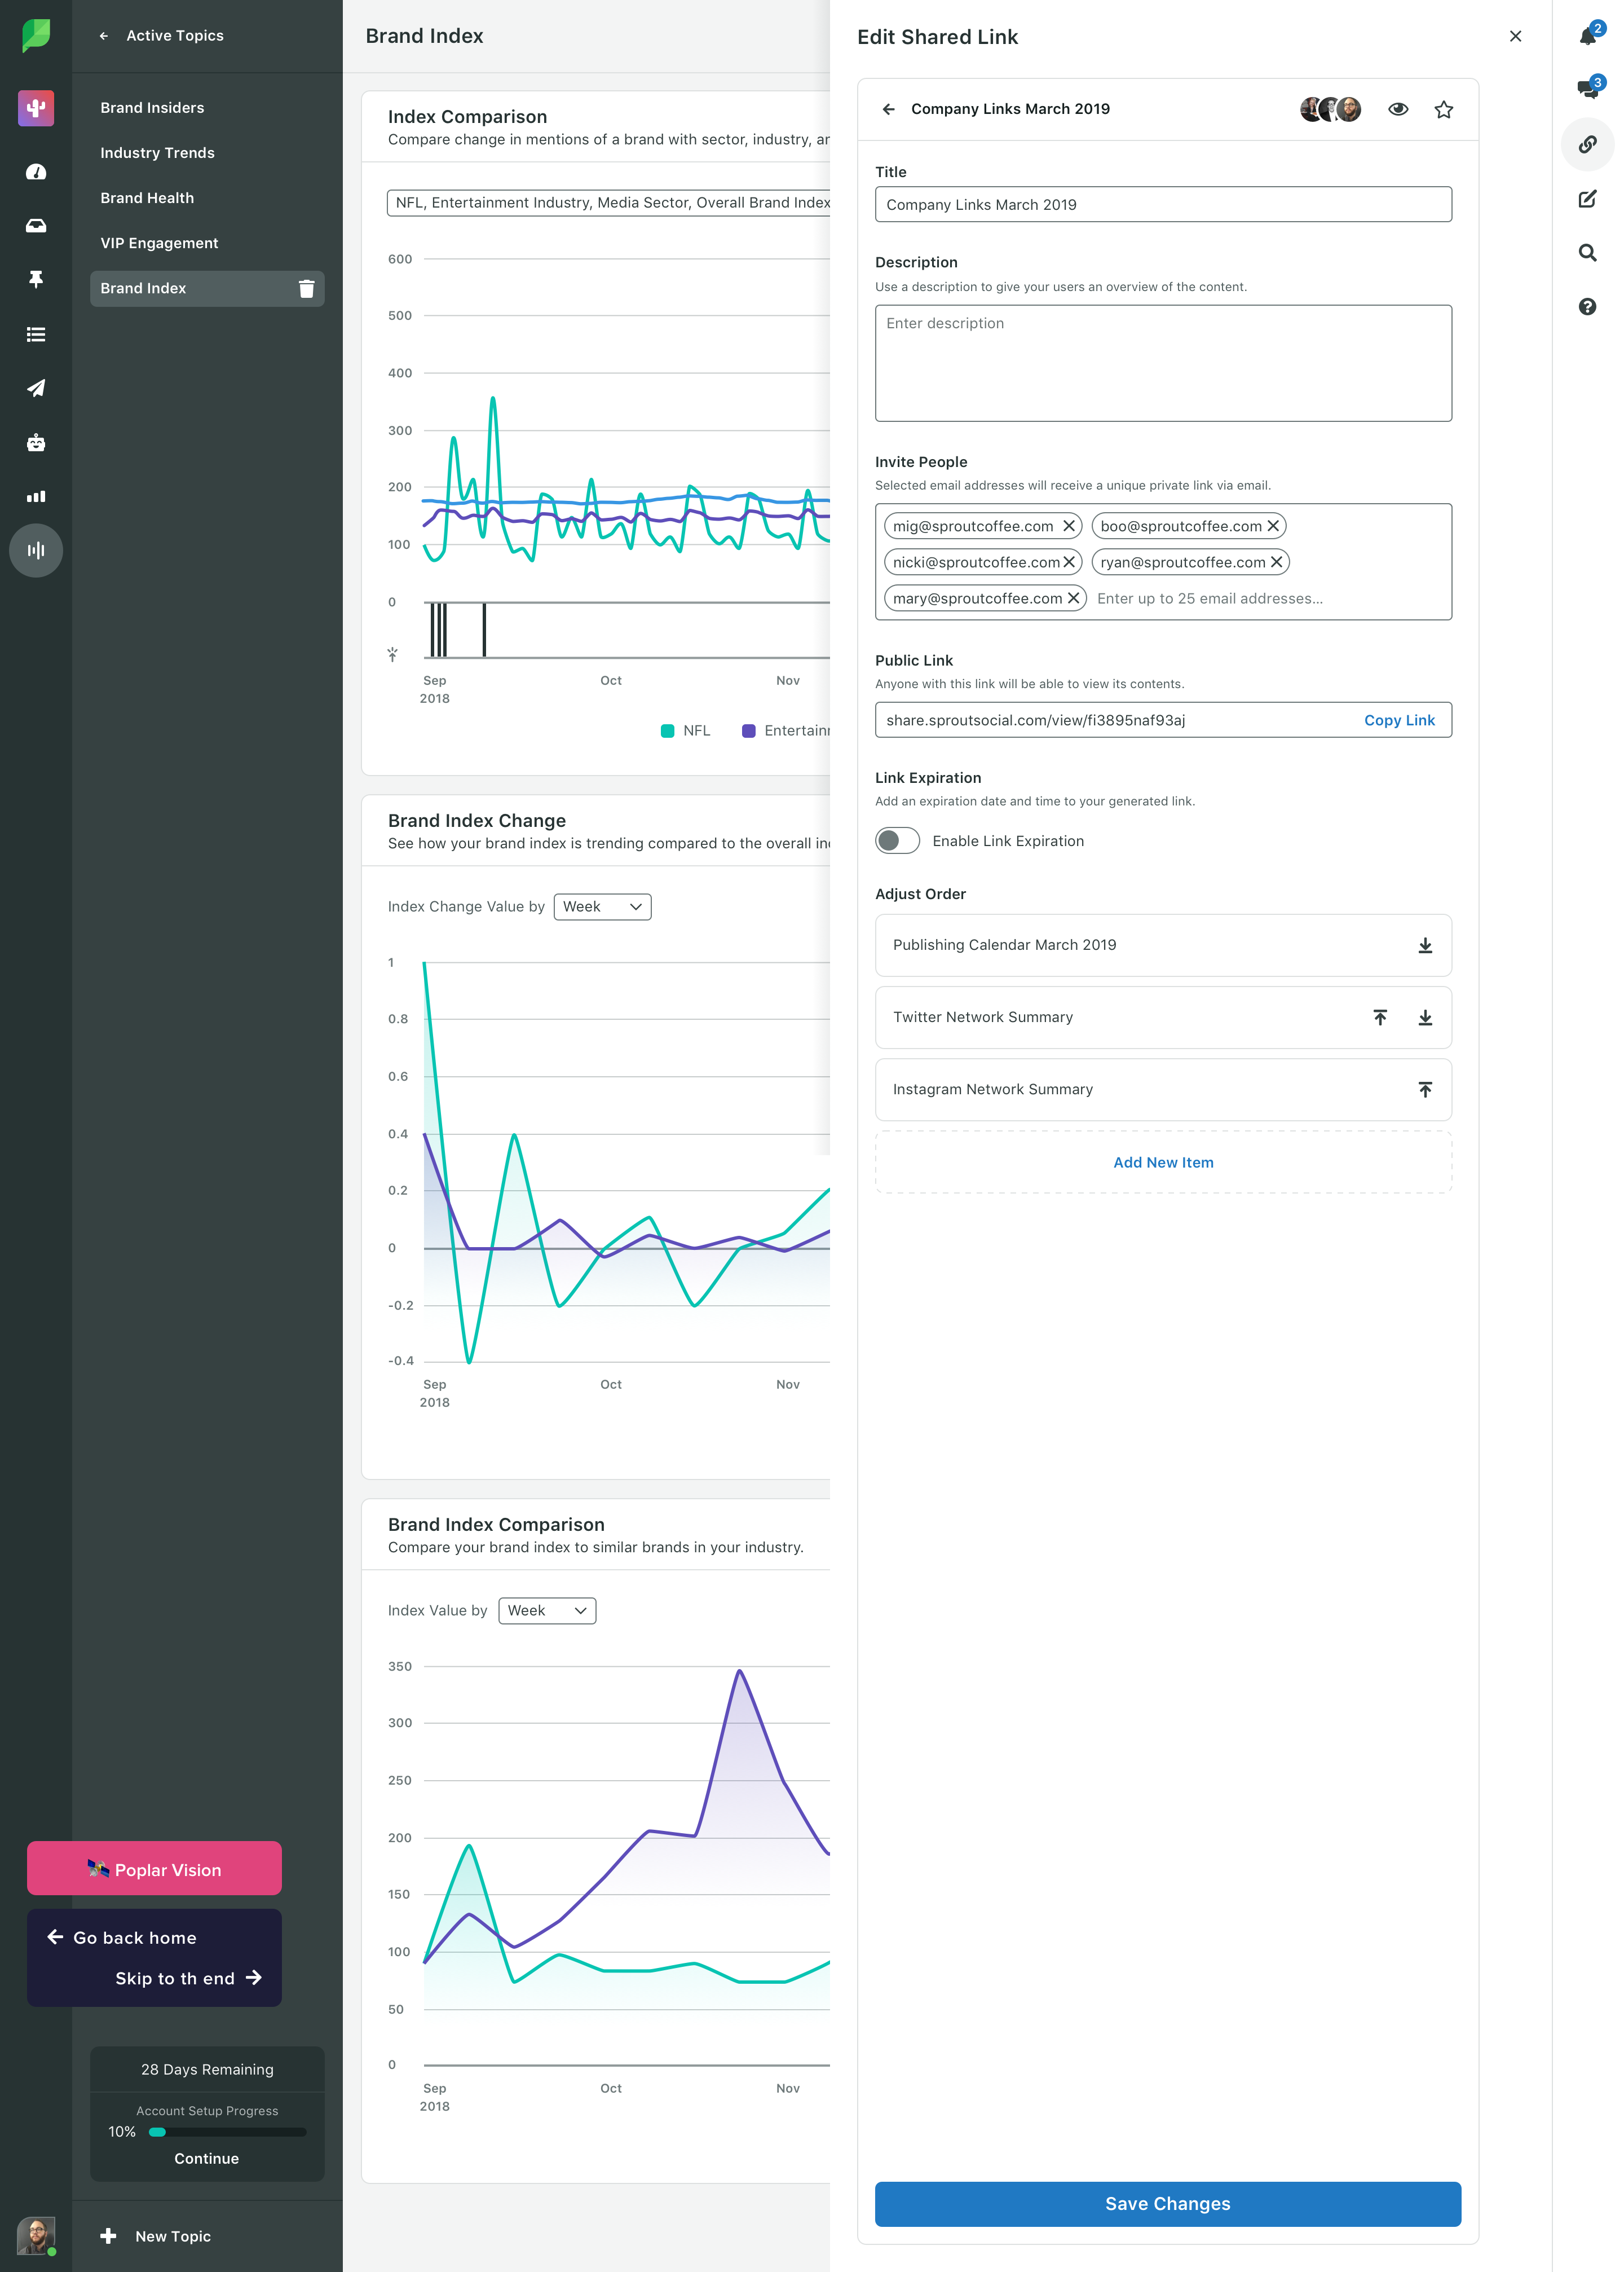 Active Topics
Brand Insiders
Industry Trends
Brand Health
VIP Engagement
Brand Index
Poplar Vision
Go back home
Skip to th end
28 Days Remaining
Account Setup Progress
10%
Continue
New Topic
Brand Index
Index Comparison
Compare change in mentions of a brand with sector, industry,
NFL, Entertainment Industry, Media Sector, Overall Brand Index
600
500
400
300
200
100
0
Sep
2018
Oct
Nov
NFL
Entertainr
Brand Index Change
See how your brand index is trending compared to the overall
Index Change Value by
Week
1
0.8
0.6
0.4
0.2
0
-0.2
-0.4
Sep
2018
Oct
Nov
Brand Index Comparison
Compare your brand index to similar brands in your industry.
Index Value by
Week
350
300
250
200
150
100
50
0
Sep
2018
Oct
Nov
Edit Shared Link
Company Links March 2019
Title
Company Links March 2019
Description
Use a description to give your users an overview of the content.
Enter description
Invite People
Selected email addresses will receive a unique private link via email.
mig@sproutcoffee.com
boo@sproutcoffee.com
nicki@sproutcoffee.com
ryan@sproutcoffee.com
mary@sproutcoffee.com
Enter up to 25 email addresses...
Public Link
Anyone with this link will be able to view its contents.
share.sproutsocial.com/view/fi3895naf93aj
Copy Link
Link Expiration
Add an expiration date and time to your generated link.
Enable Link Expiration
Adjust Order
Publishing Calendar March 2019
Twitter Network Summary
Instagram Network Summary
Add New Item
Save Changes
2
3